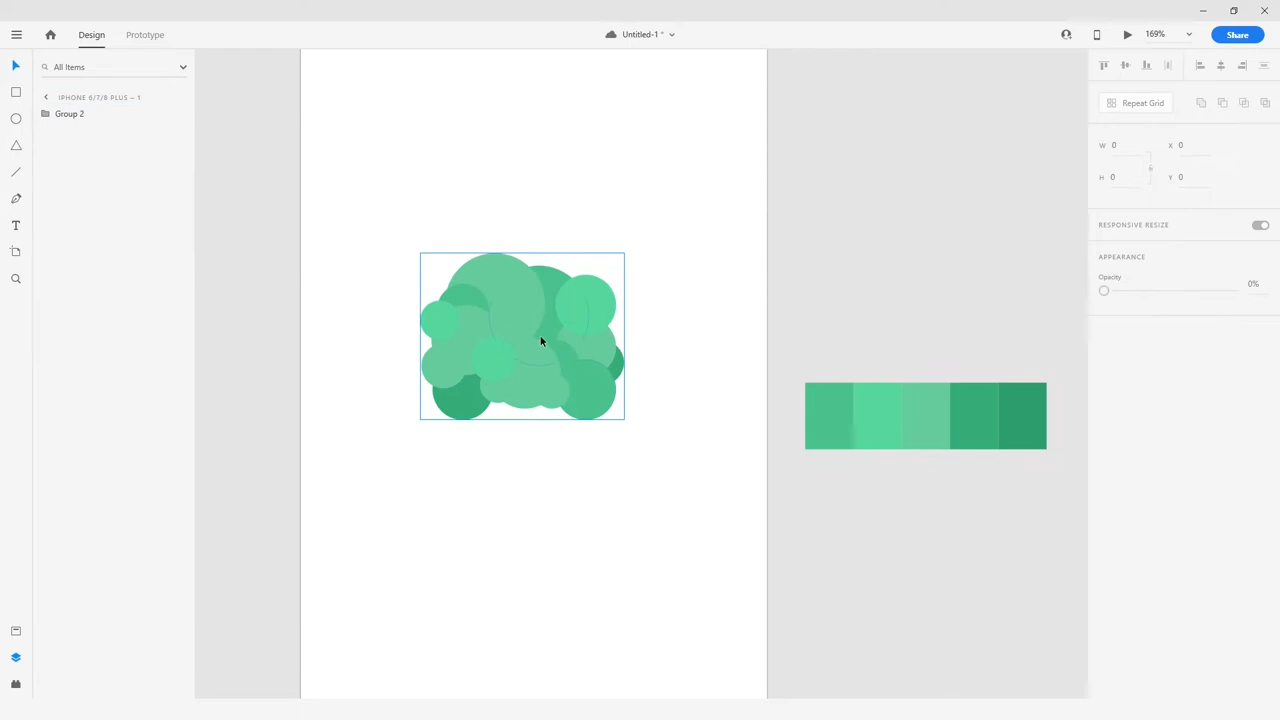 Design
Prototype
Untitled-1 *
169%
Share
All Items
IPHONE 6/7/8 PLUS – 1
Group 2
Repeat Grid
W 0
X 0
H 0
Y 0
RESPONSIVE RESIZE
APPEARANCE
Opacity
0%